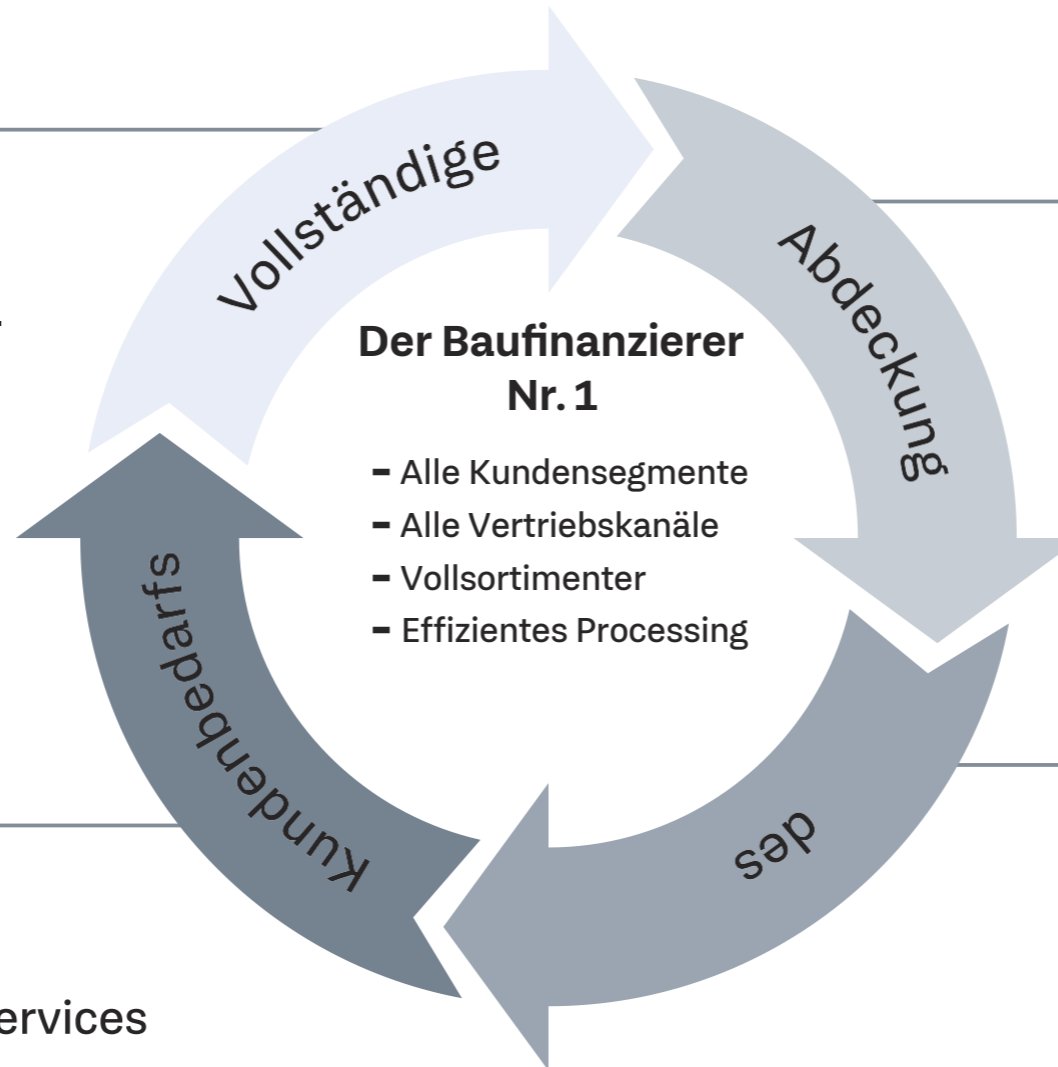 Vollständige
Abdeckung
des
Kundenbedarfs
Der Baufinanzierer
Nr. 1
- Alle Kundensegmente
- Alle Vertriebskanäle
- Vollsortimenter
- Effizientes Processing
ervices